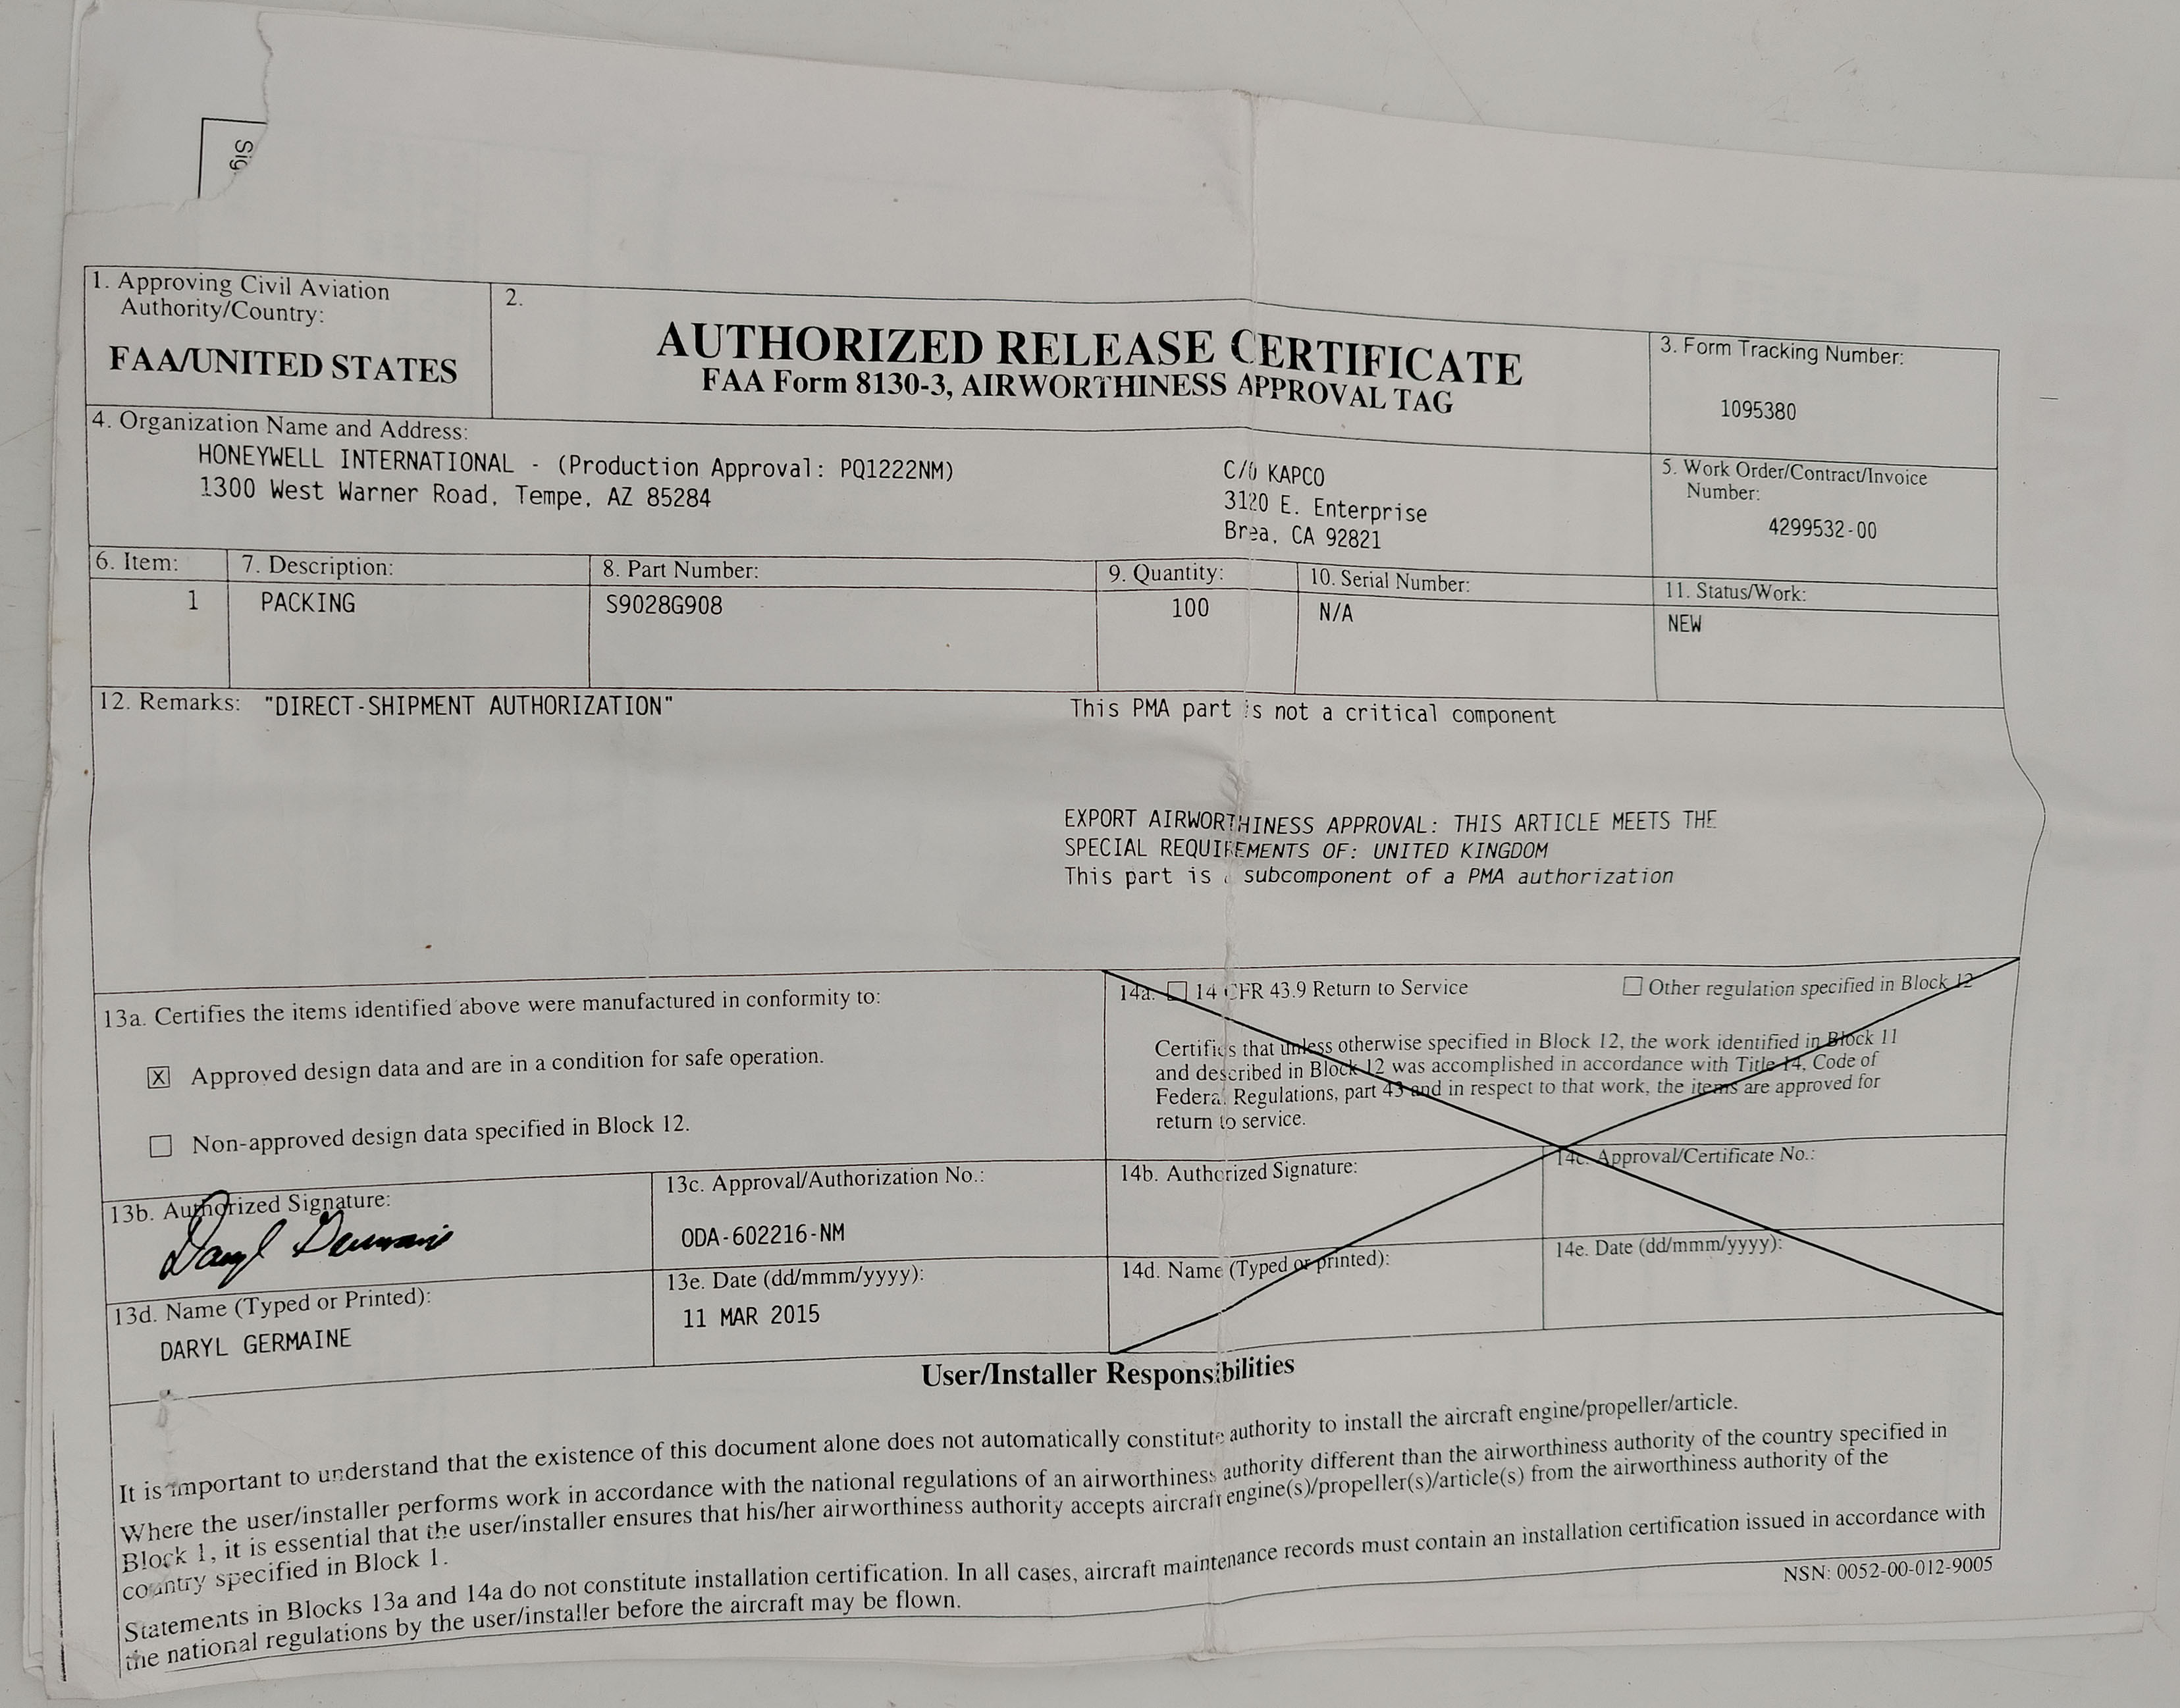 Sig
1. Approving Civil Aviation
Authority/Country:
FAA/UNITED STATES
2.
AUTHORIZED RELEASE CERTIFICATE
FAA Form 8130-3, AIRWORTHINESS APPROVAL TAG
3. Form Tracking Number:
1095380
4. Organization Name and Address:
HONEYWELL INTERNATIONAL - (Production Approval: PQ1222NM)
1300 West Warner Road, Tempe, AZ 85284
C/O KAPCO
3120 E. Enterprise
Brea, CA 92821
5. Work Order/Contract/Invoice
Number:
4299532-00
6. Item:
7. Description:
8. Part Number:
9. Quantity:
10. Serial Number:
11. Status/Work:
1
PACKING
S9028G908
100
N/A
NEW
12. Remarks: "DIRECT-SHIPMENT AUTHORIZATION"
This PMA part is not a critical component
EXPORT AIRWORTHINESS APPROVAL: THIS ARTICLE MEETS THE
SPECIAL REQUIREMENTS OF: UNITED KINGDOM
This part is a subcomponent of a PMA authorization
13a. Certifies the items identified above were manufactured in conformity to:
X Approved design data and are in a condition for safe operation.
Non-approved design data specified in Block 12.
14a. 14 CFR 43.9 Return to Service
Other regulation specified in Block 12
Certifies that unless otherwise specified in Block 12, the work identified in Block 11
and described in Block 12 was accomplished in accordance with Title 14, Code of
Federal Regulations, part 43 and in respect to that work, the items are approved for
return to service.
13b. Authorized Signature:
Daryl Germaine
13c. Approval/Authorization No.:
ODA-602216-NM
14b. Authorized Signature:
14c. Approval/Certificate No.:
13d. Name (Typed or Printed):
DARYL GERMAINE
13e. Date (dd/mmm/yyyy):
11 MAR 2015
14d. Name (Typed or printed):
14e. Date (dd/mmm/yyyy):
User/Installer Responsibilities
It is important to understand that the existence of this document alone does not automatically constitute authority to install the aircraft engine/propeller/article.
Where the user/installer performs work in accordance with the national regulations of an airworthiness authority different than the airworthiness authority of the country specified in
Block 1, it is essential that the user/installer ensures that his/her airworthiness authority accepts aircraft engine(s)/propeller(s)/article(s) from the airworthiness authority of the
country specified in Block 1.
Statements in Blocks 13a and 14a do not constitute installation certification. In all cases, aircraft maintenance records must contain an installation certification issued in accordance with
the national regulations by the user/installer before the aircraft may be flown.
NSN: 0052-00-012-9005